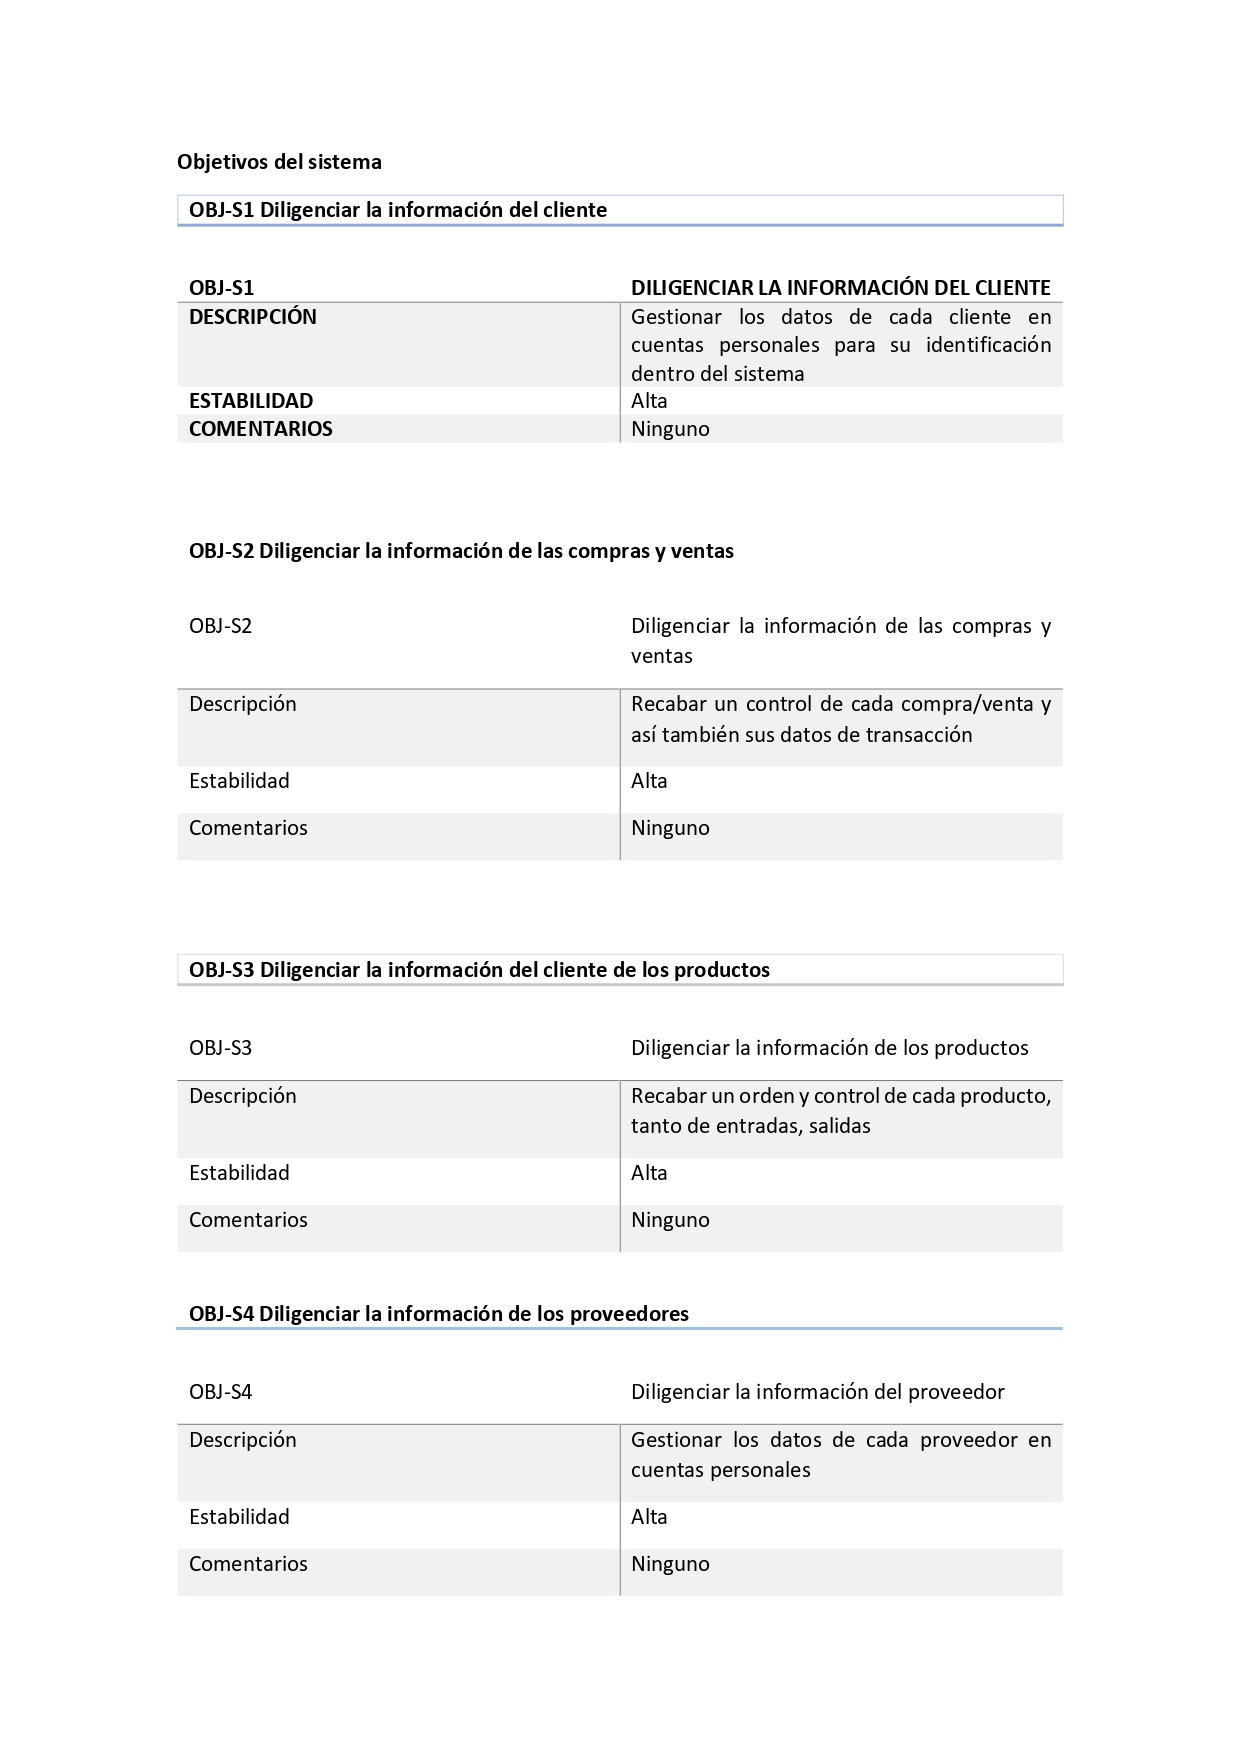 Objetivos del sistema
OBJ-S1 Diligenciar la información del cliente
OBJ-S1 DILIGENCIAR LA INFORMACIÓN DEL CLIENTE
DESCRIPCIÓN Gestionar los datos de cada cliente en
cuentas personales para su identificación
dentro del sistema
ESTABILIDAD Alta
COMENTARIOS Ninguno
OBJ-S2 Diligenciar la información de las compras y ventas
OBJ-S2 Diligenciar la información de las compras y
ventas
Descripción Recabar un control de cada compra/venta y
así también sus datos de transacción
Estabilidad Alta
Comentarios Ninguno
OBJ-S3 Diligenciar la información del cliente de los productos
OBJ-S3 Diligenciar la información de los productos
Descripción Recabar un orden y control de cada producto,
tanto de entradas, salidas
Estabilidad Alta
Comentarios Ninguno
OBJ-S4 Diligenciar la información de los proveedores
OBJ-S4 Diligenciar la información del proveedor
Descripción Gestionar los datos de cada proveedor en
cuentas personales
Estabilidad Alta
Comentarios Ninguno